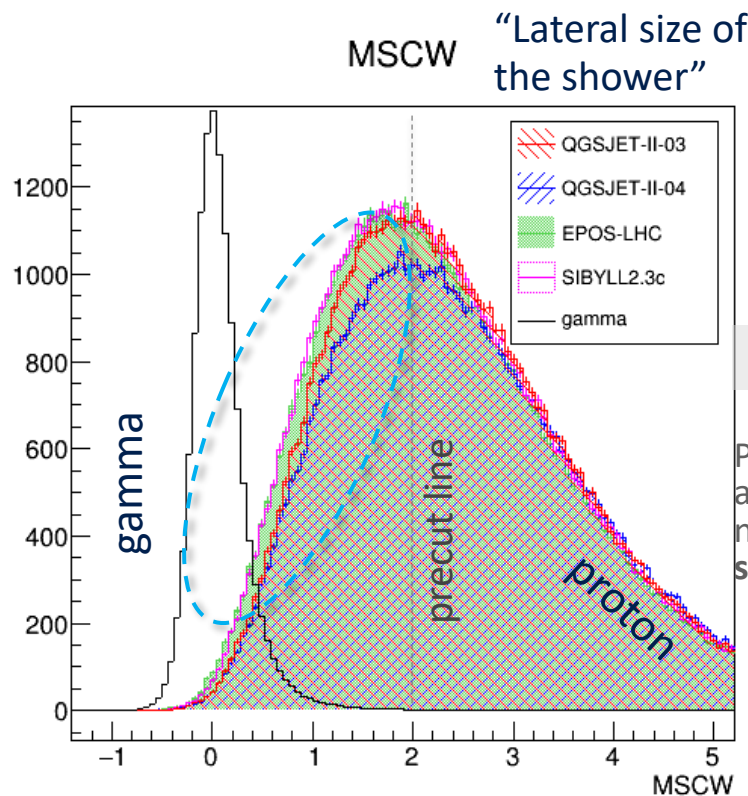 “Lateral size of
the shower”
MSCW
QGSJET-II-03
QGSJET-II-04
EPOS-LHC
SIBYLL2.3c
gamma
1200
1000
800
600
400
200
0
gamma
precut line
proton
P
a
n
s
−1
0
1
2
3
4
5
MSCW